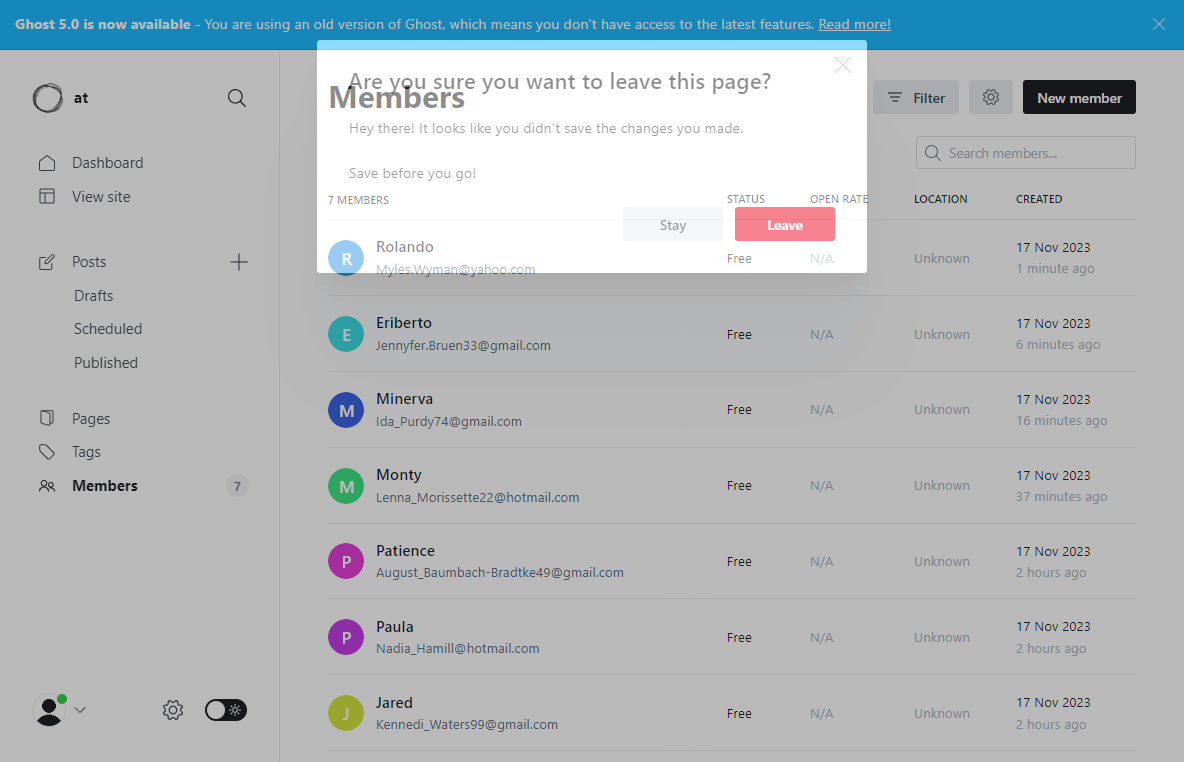 Ghost 5.0 is now available - You are using an old version of Ghost, which means you don't have access to the latest features. Read more!
at
Dashboard
View site
Posts
Drafts
Scheduled
Published
Pages
Tags
Members 7
Are you sure you want to leave this page?
Members
Hey there! It looks like you didn't save the changes you made.
Save before you go!
Stay
Leave
Filter
New member
Search members...
7 MEMBERS STATUS OPEN RATE LOCATION CREATED
R
Rolando
Myles.Wyman@yahoo.com
Free N/A Unknown
17 Nov 2023
1 minute ago
E
Eriberto
Jennyfer.Bruen33@gmail.com
Free N/A Unknown
17 Nov 2023
6 minutes ago
M
Minerva
Ida_Purdy74@gmail.com
Free N/A Unknown
17 Nov 2023
16 minutes ago
M
Monty
Lenna_Morissette22@hotmail.com
Free N/A Unknown
17 Nov 2023
37 minutes ago
P
Patience
August_Baumbach-Bradtke49@gmail.com
Free N/A Unknown
17 Nov 2023
2 hours ago
P
Paula
Nadia_Hamill@hotmail.com
Free N/A Unknown
17 Nov 2023
2 hours ago
J
Jared
Kennedi_Waters99@gmail.com
Free N/A Unknown
17 Nov 2023
2 hours ago